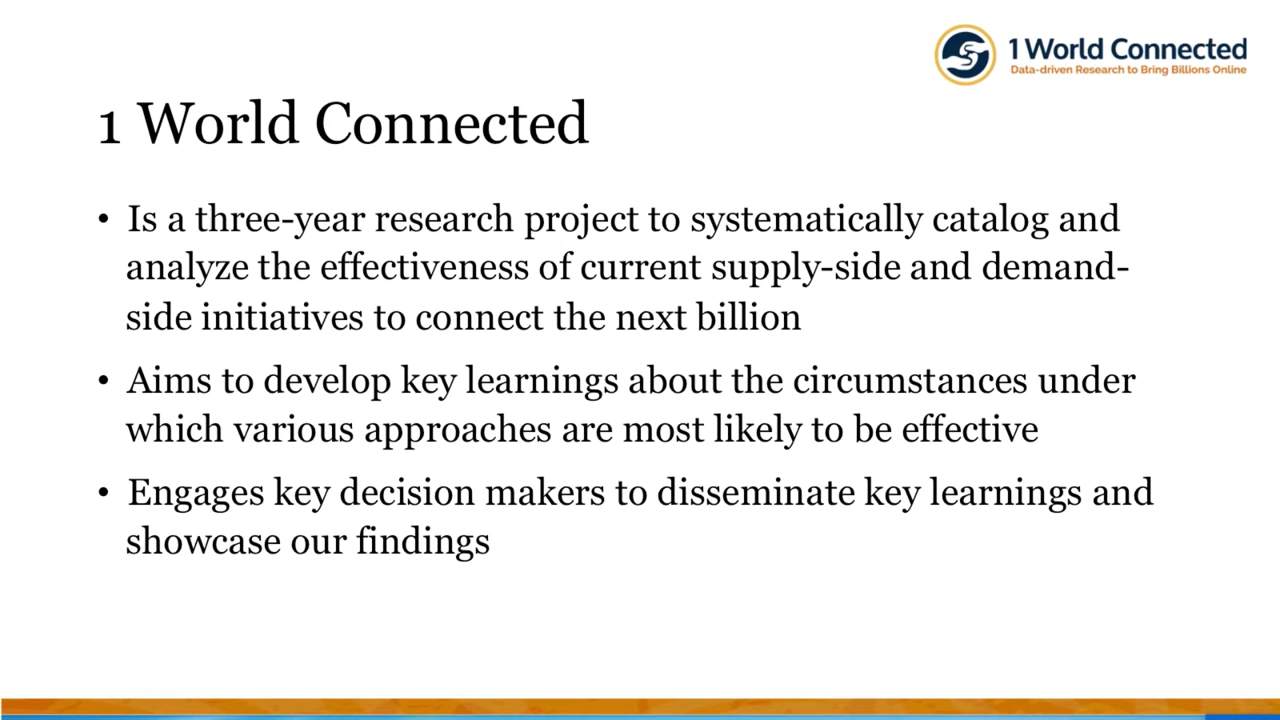 1 World Connected
Data-driven Research to Bring Billions Online
1 World Connected
• Is a three-year research project to systematically catalog and
analyze the effectiveness of current supply-side and demand-
side initiatives to connect the next billion
• Aims to develop key learnings about the circumstances under
which various approaches are most likely to be effective
• Engages key decision makers to disseminate key learnings and
showcase our findings